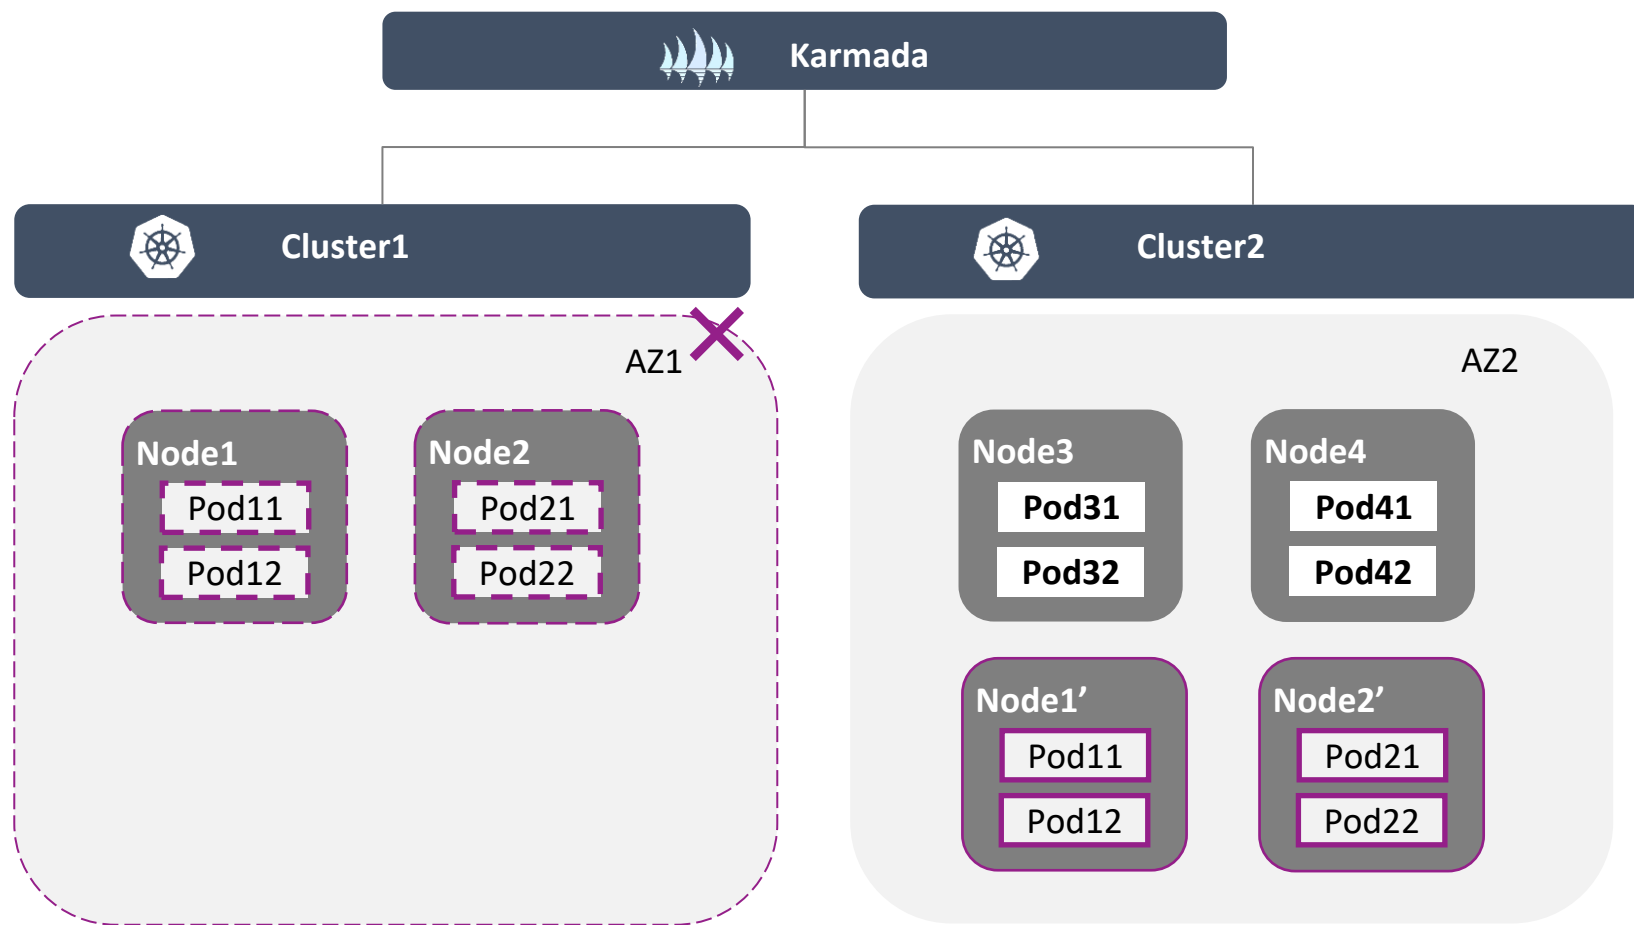 Karmada
Cluster1
Cluster2
AZ1
AZ2
Node1
Pod11
Pod12
Node2
Pod21
Pod22
Node3
Pod31
Pod32
Node4
Pod41
Pod42
Node1’
Pod11
Pod12
Node2’
Pod21
Pod22